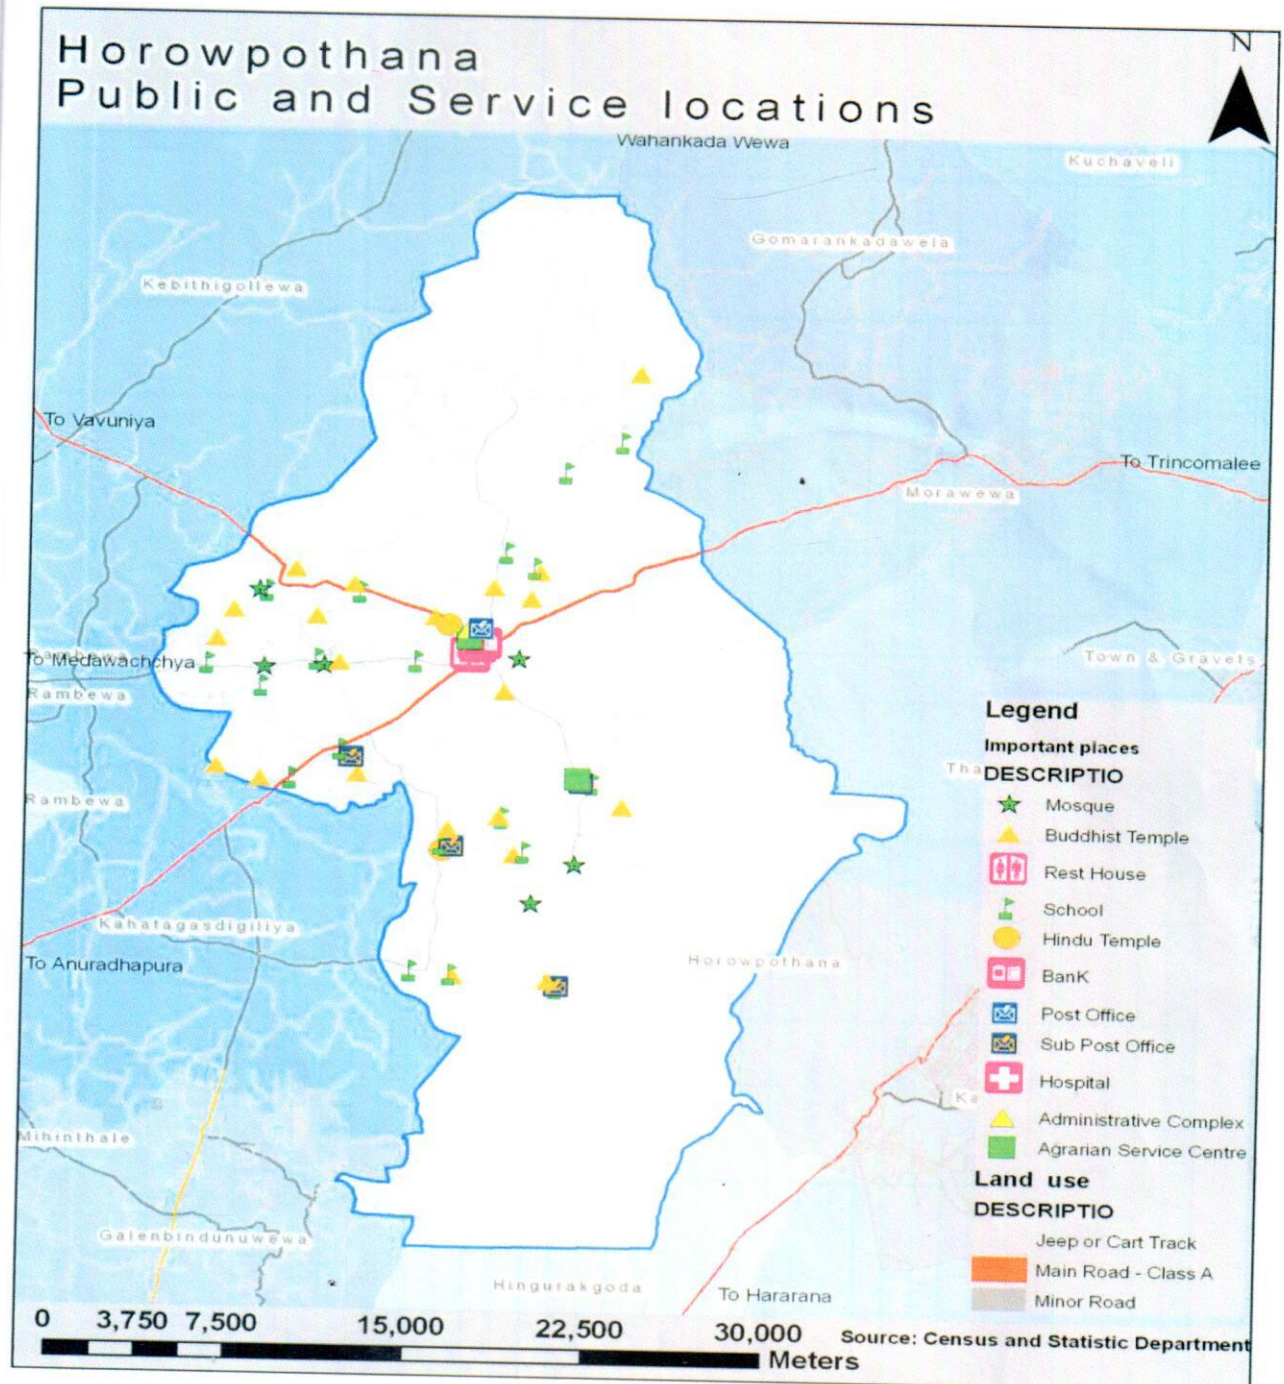 Horowpothana
Public and Service locations
N
Wahankada Wewa
Kuchaveli
Gomarankadawela
Kebithigollewa
To Vavuniya
To Trincomalee
Morawewa
Rambewa
To Medawachchya
Town & Gravets
Rambewa
Legend
Important places
Tha
DESCRIPTIO
Rambewa
Mosque
Buddhist Temple
Rest House
School
Kahatagasdigiliya
Hindu Temple
To Anuradhapura
Horowpothana
BanK
Post Office
Sub Post Office
Hospital
Ka
Administrative Complex
Mihinthale
Agrarian Service Centre
Land use
DESCRIPTIO
Galenbindunuwewa
Jeep or Cart Track
Main Road - Class A
Hingurakgoda
To Hararana
Minor Road
0 3,750 7,500 15,000 22,500 30,000
Meters
Source: Census and Statistic Department